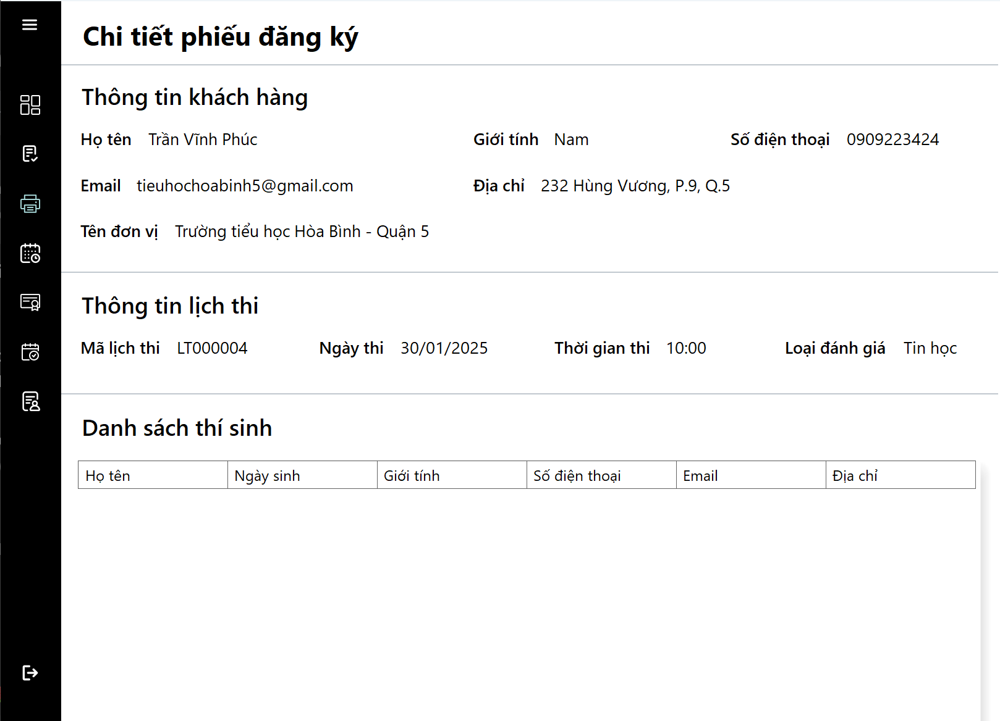 Chi tiết phiếu đăng ký
Thông tin khách hàng
Họ tên Trần Vĩnh Phúc Giới tính Nam Số điện thoại 0909223424
Email tieuhochoabinh5@gmail.com Địa chỉ 232 Hùng Vương, P.9, Q.5
Tên đơn vị Trường tiểu học Hòa Bình - Quận 5
Thông tin lịch thi
Mã lịch thi LT000004 Ngày thi 30/01/2025 Thời gian thi 10:00 Loại đánh giá Tin học
Danh sách thí sinh
Họ tên Ngày sinh Giới tính Số điện thoại Email Địa chỉ